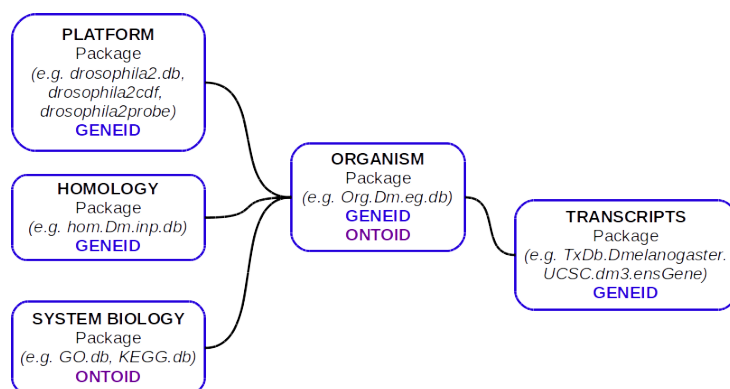 PLATFORM
Package
(e.g. drosophila2.db,
drosophila2cdf,
drosophila2probe)
GENEID
HOMOLOGY
Package
(e.g. hom.Dm.inp.db)
GENEID
SYSTEM BIOLOGY
Package
(e.g. GO.db, KEGG.db)
ONTOID
ORGANISM
Package
(e.g. Org.Dm.eg.db)
GENEID
ONTOID
TRANSCRIPTS
Package
(e.g. TxDb.Dmelanogaster.
UCSC.dm3.ensGene)
GENEID